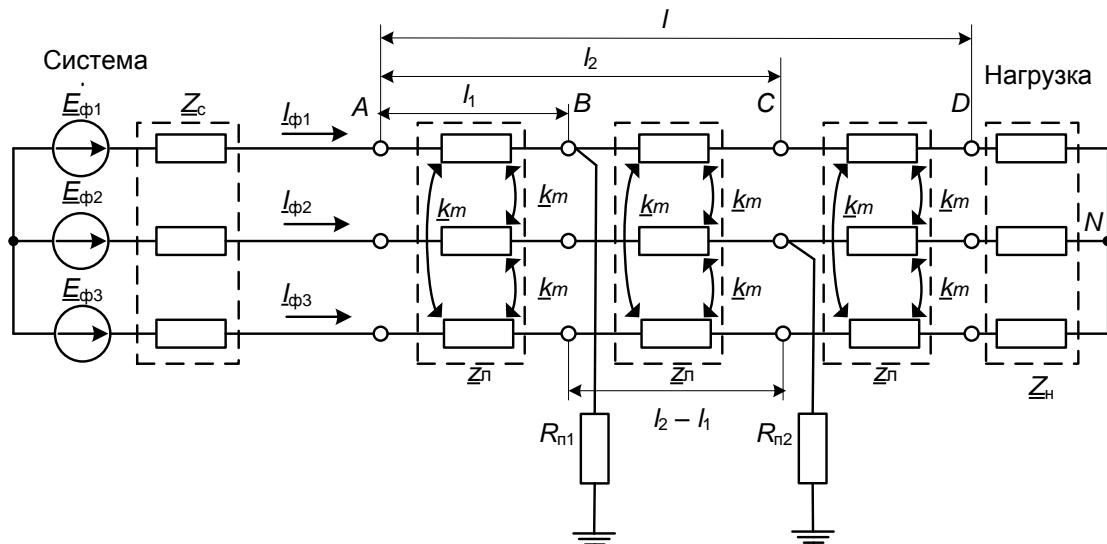 l
Система
l₂
Нагрузка
E̲ф1
Z̲с
I̲ф1
A
l₁
B
C
D
k̲m
k̲m
k̲m
E̲ф2
I̲ф2
k̲m
k̲m
k̲m
N
E̲ф3
I̲ф3
k̲m
k̲m
k̲m
z̲л
z̲л
z̲л
Z̲н
Rп1
l₂ – l₁
Rп2